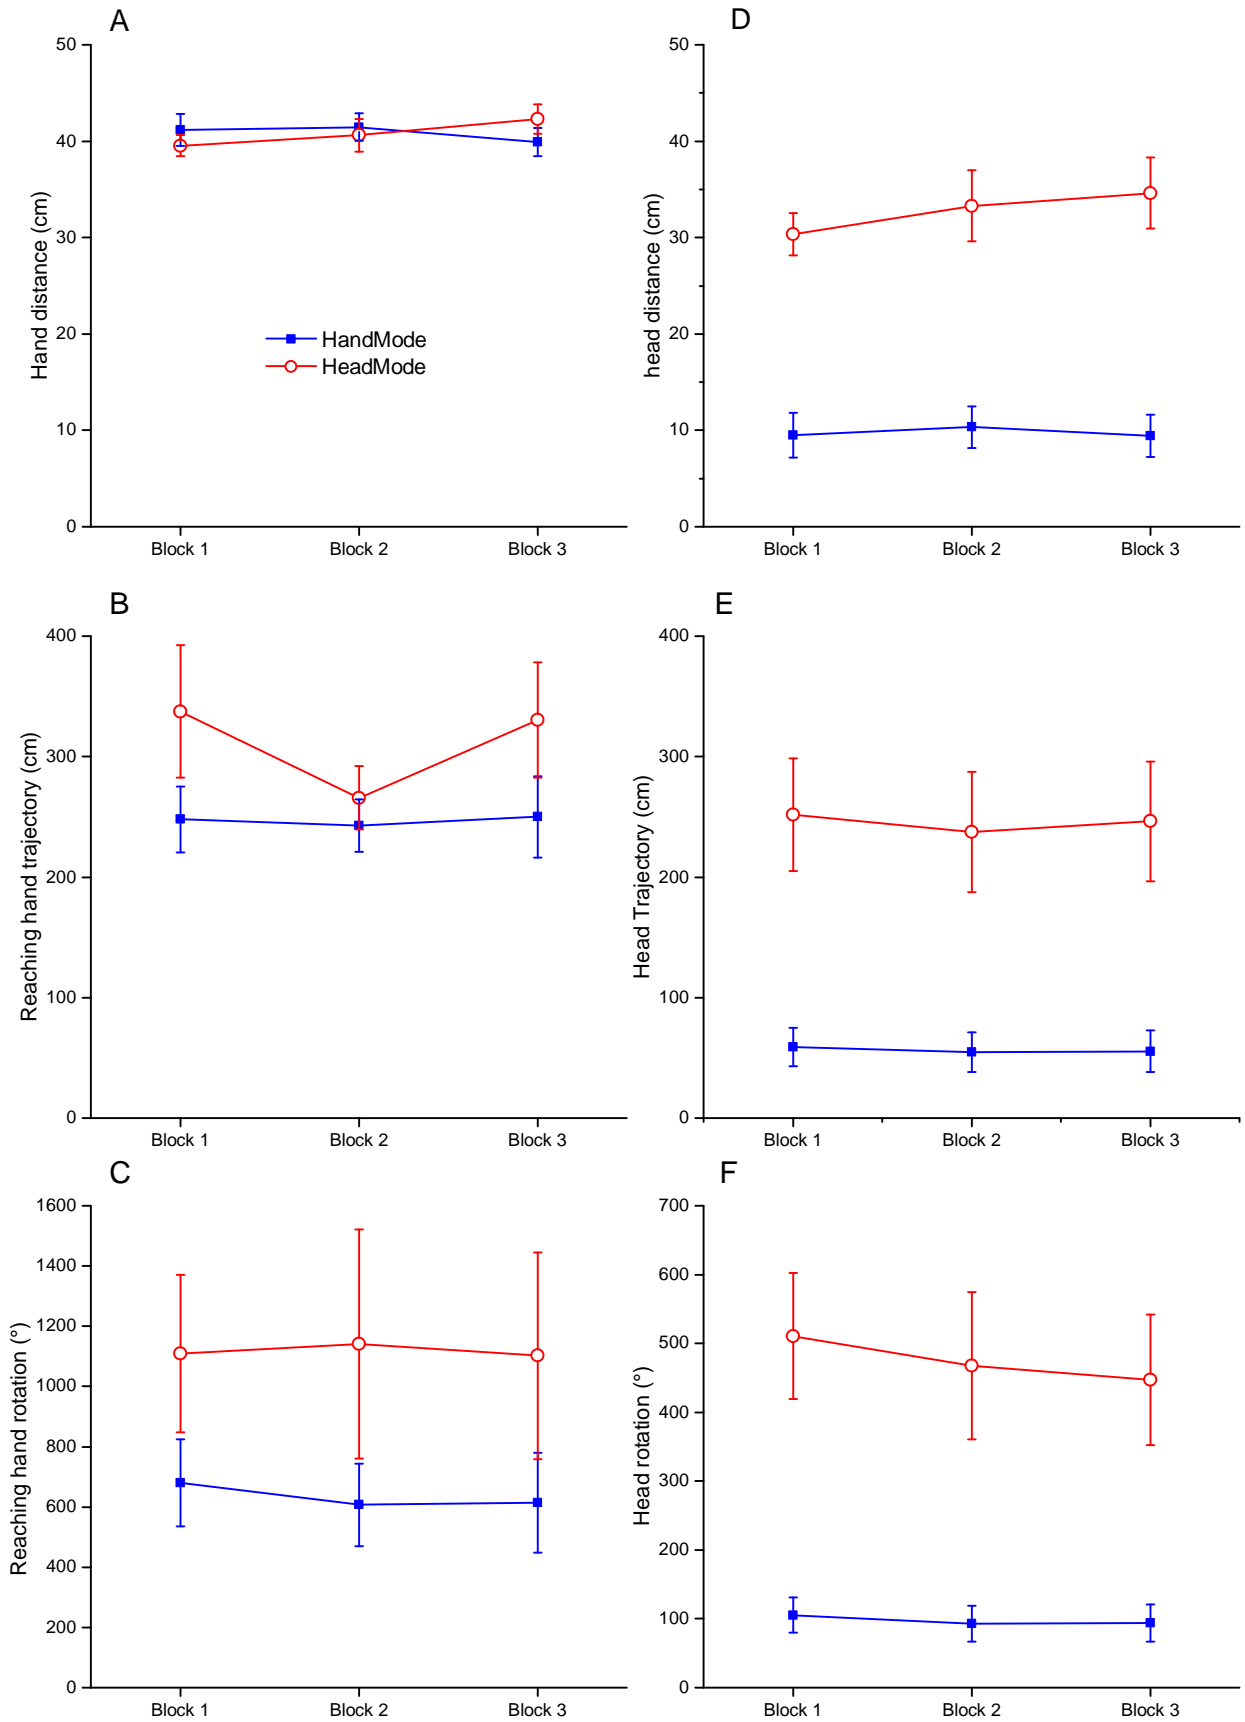 A
Hand distance (cm)
50
40
30
20
10
0
HandMode
HeadMode
Block 1 Block 2 Block 3
D
head distance (cm)
50
40
30
20
10
0
Block 1 Block 2 Block 3
B
Reaching hand trajectory (cm)
400
300
200
100
0
Block 1 Block 2 Block 3
E
Head Trajectory (cm)
400
300
200
100
0
Block 1 Block 2 Block 3
C
Reaching hand rotation (°)
1600
1400
1200
1000
800
600
400
200
0
Block 1 Block 2 Block 3
F
Head rotation (°)
700
600
500
400
300
200
100
0
Block 1 Block 2 Block 3